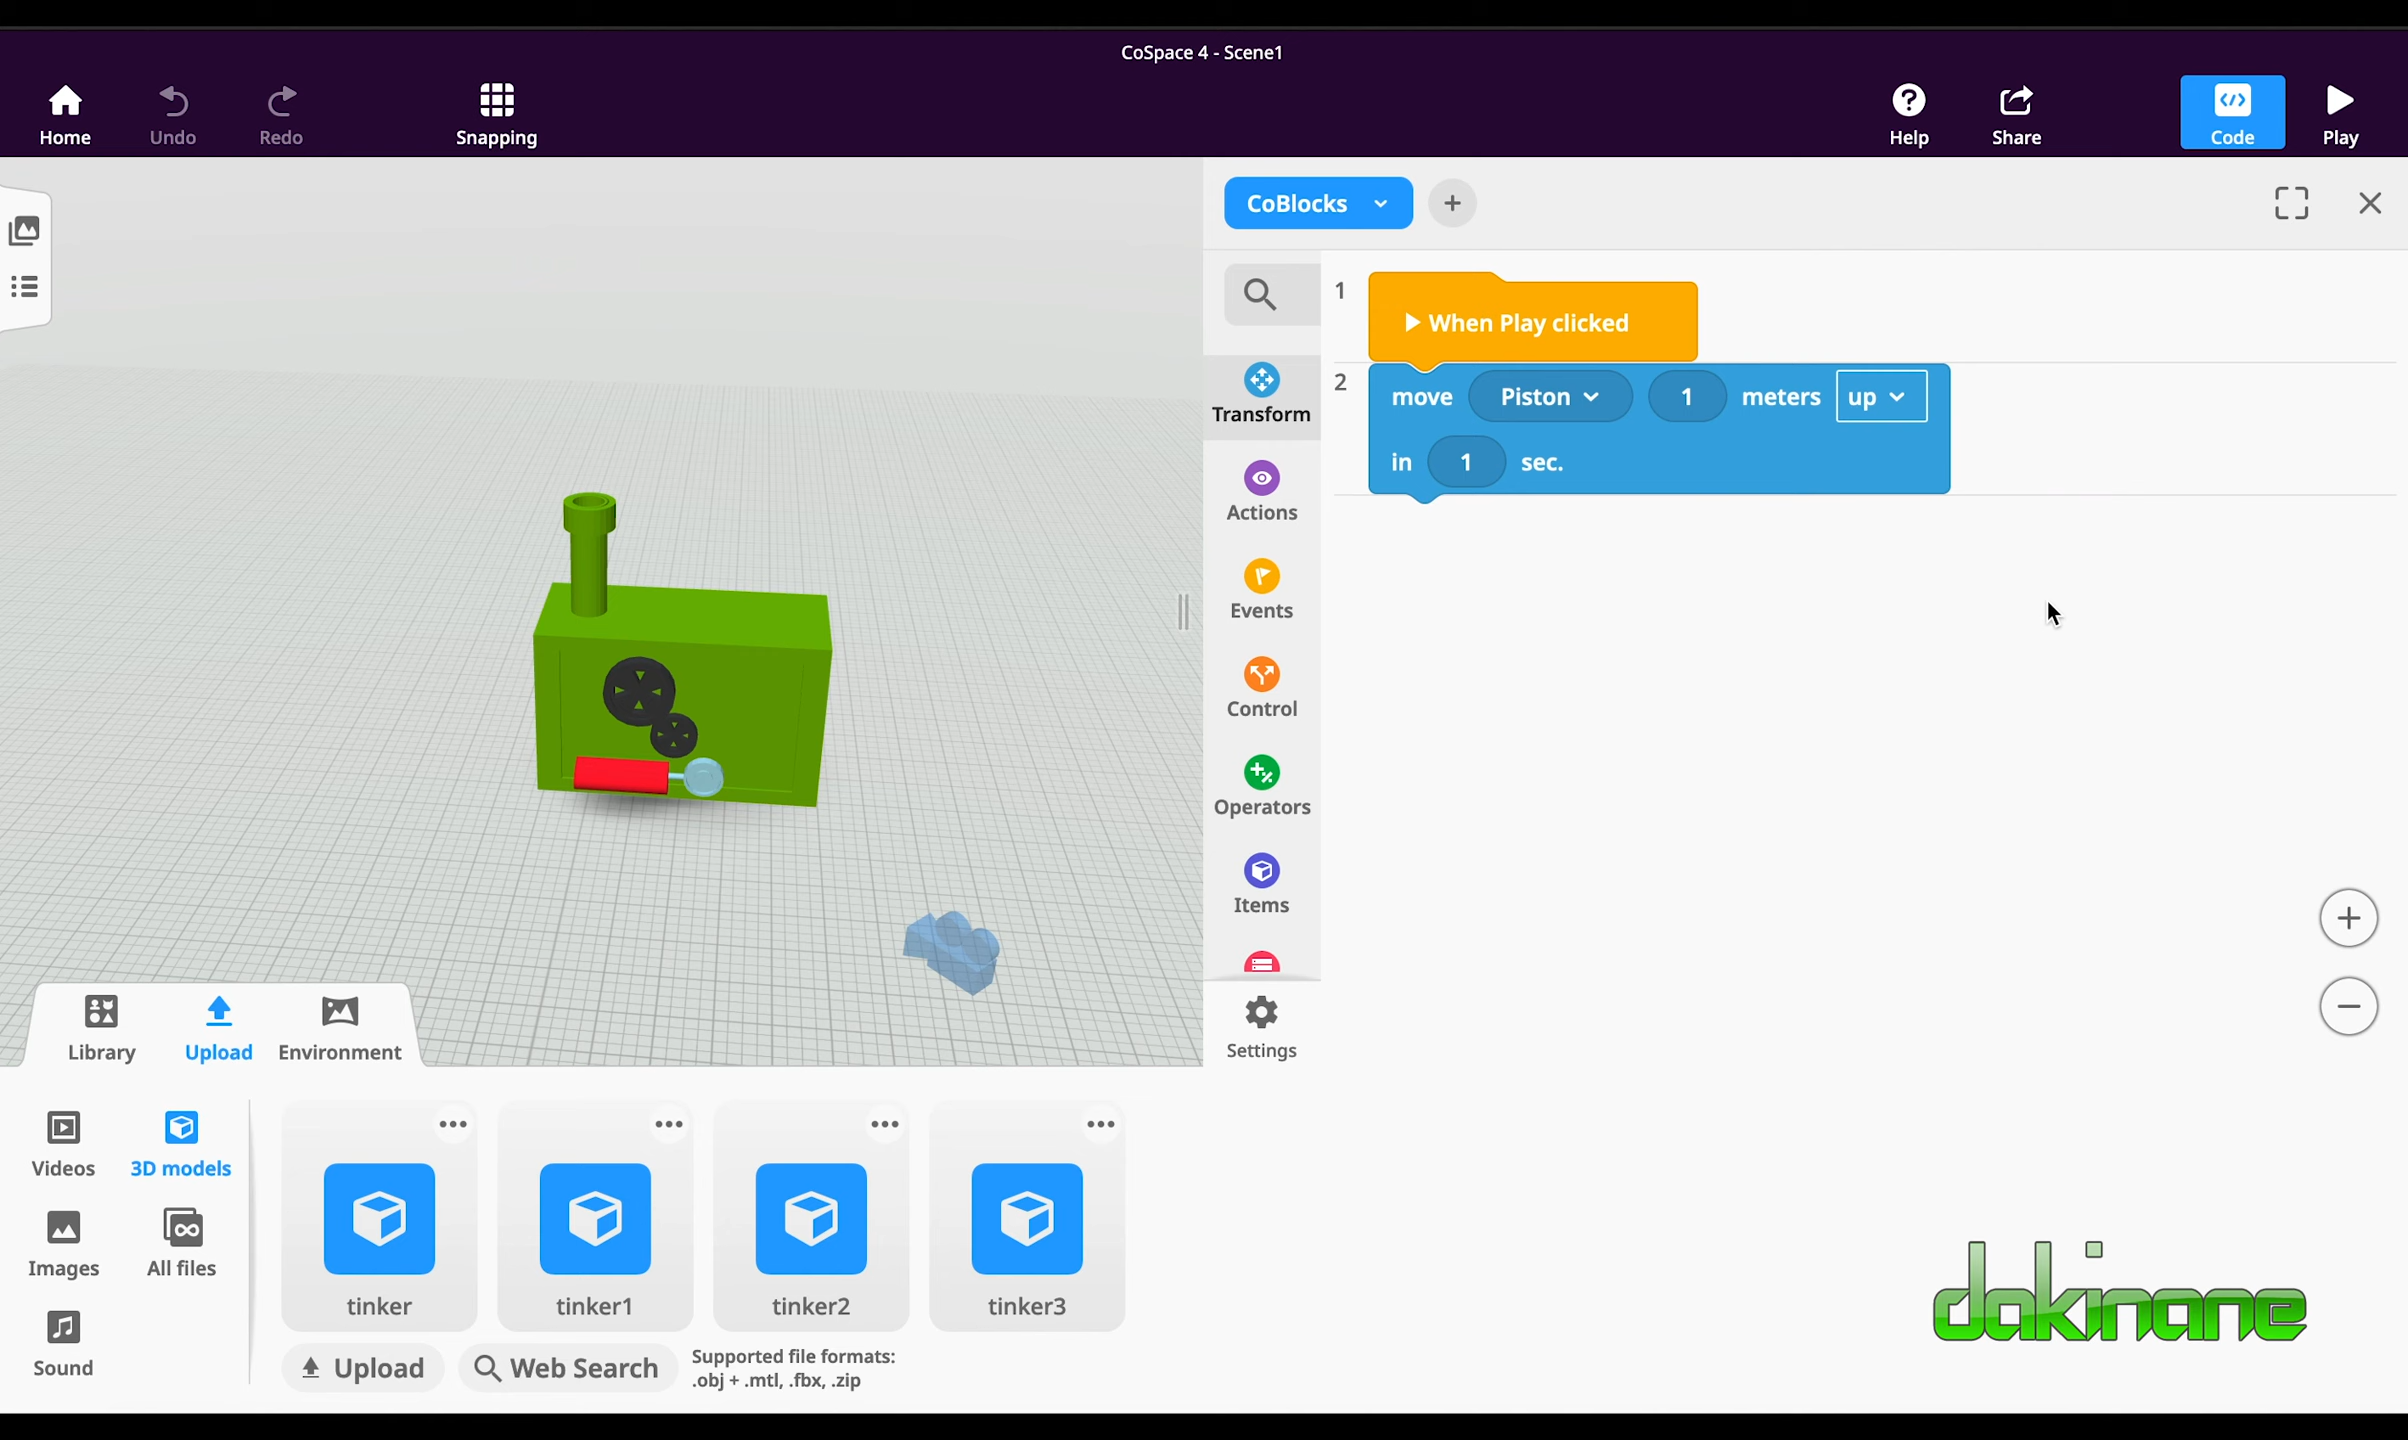 CoSpace 4 - Scene1
Home
Undo
Redo
Snapping
Help
Share
Code
Play
CoBlocks
1
When Play clicked
2
move Piston 1 meters up
in 1 sec.
Transform
Actions
Events
Control
Operators
Items
Settings
Library
Upload
Environment
Videos
3D models
Images
All files
Sound
tinker
tinker1
tinker2
tinker3
Upload
Web Search
Supported file formats:
.obj + .mtl, .fbx, .zip
dakinane